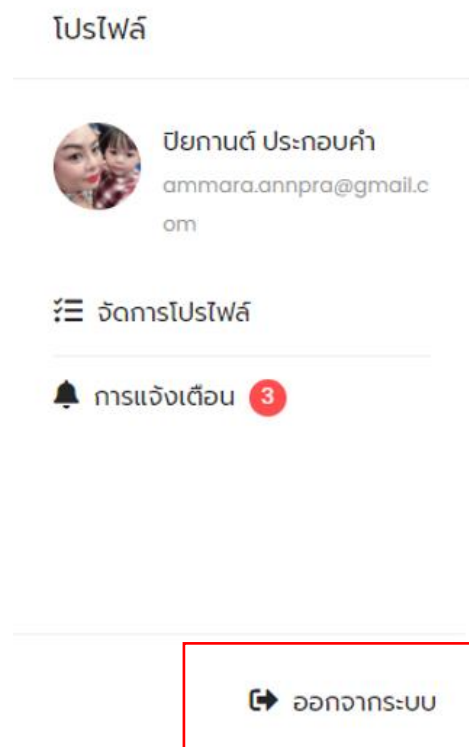 โปรไฟล์
ปิยกานต์ ประกอบคำ
ammara.annpra@gmail.c
om
จัดการโปรไฟล์
การแจ้งเตือน 3
ออกจากระบบ